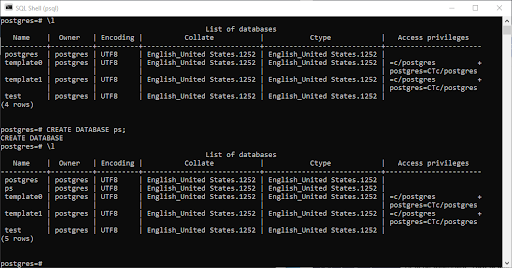 SQL Shell (psql)
postgres=# \l
List of databases
Name | Owner | Encoding | Collate | Ctype | Access privileges
-----------+----------+----------+----------------------------+----------------------------+-----------------------
postgres | postgres | UTF8 | English_United States.1252 | English_United States.1252 |
template0 | postgres | UTF8 | English_United States.1252 | English_United States.1252 | =c/postgres +
| | | | | postgres=CTc/postgres
template1 | postgres | UTF8 | English_United States.1252 | English_United States.1252 | =c/postgres +
| | | | | postgres=CTc/postgres
test | postgres | UTF8 | English_United States.1252 | English_United States.1252 |
(4 rows)
postgres=# CREATE DATABASE ps;
CREATE DATABASE
postgres=# \l
List of databases
Name | Owner | Encoding | Collate | Ctype | Access privileges
-----------+----------+----------+----------------------------+----------------------------+-----------------------
postgres | postgres | UTF8 | English_United States.1252 | English_United States.1252 |
ps | postgres | UTF8 | English_United States.1252 | English_United States.1252 |
template0 | postgres | UTF8 | English_United States.1252 | English_United States.1252 | =c/postgres +
| | | | | postgres=CTc/postgres
template1 | postgres | UTF8 | English_United States.1252 | English_United States.1252 | =c/postgres +
| | | | | postgres=CTc/postgres
test | postgres | UTF8 | English_United States.1252 | English_United States.1252 |
(5 rows)
postgres=#